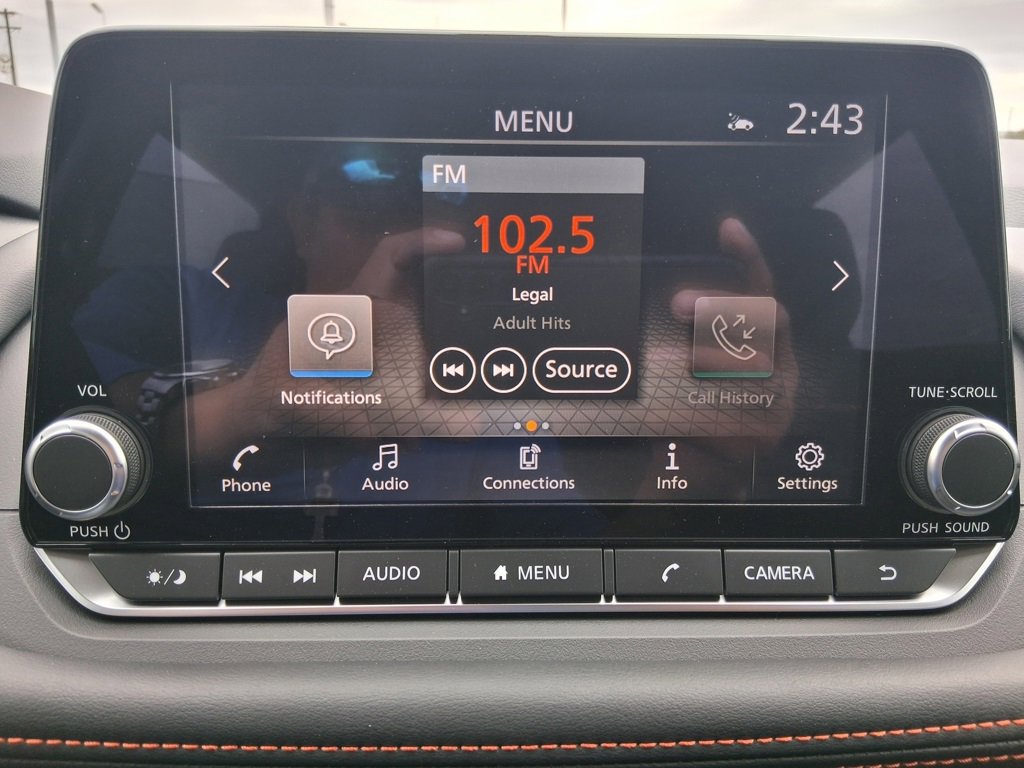 MENU
2:43
FM
102.5
FM
Legal
Adult Hits
Source
Notifications
Call History
VOL
TUNE·SCROLL
Phone
Audio
Connections
Info
Settings
PUSH
PUSH SOUND
AUDIO
MENU
CAMERA